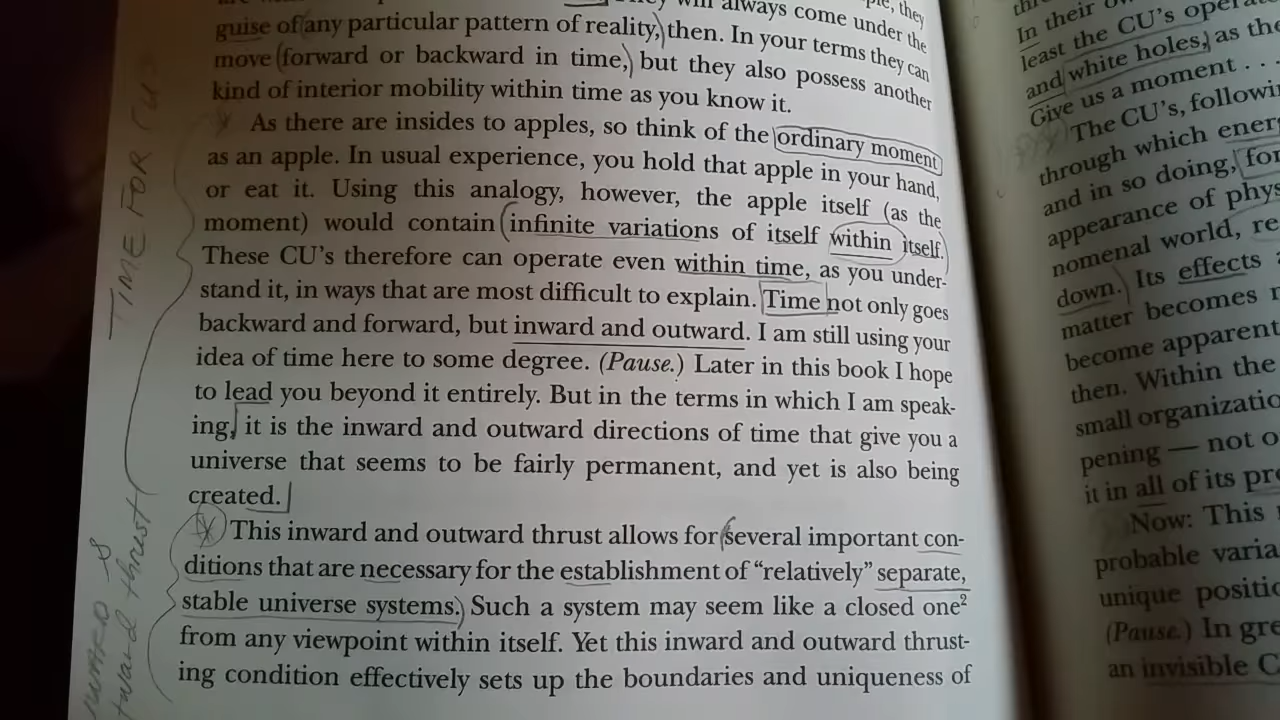 will always come under the
guise of any particular pattern of reality, then. In your terms they can
move forward or backward in time, but they also possess another
kind of interior mobility within time as you know it.
As there are insides to apples, so think of the ordinary moment
as an apple. In usual experience, you hold that apple in your hand,
or eat it. Using this analogy, however, the apple itself (as the
moment) would contain infinite variations of itself within itself.
These CU's therefore can operate even within time, as you under-
stand it, in ways that are most difficult to explain. Time not only goes
backward and forward, but inward and outward. I am still using your
idea of time here to some degree. (Pause.) Later in this book I hope
to lead you beyond it entirely. But in the terms in which I am speak-
ing, it is the inward and outward directions of time that give you a
universe that seems to be fairly permanent, and yet is also being
created.
This inward and outward thrust allows for several important con-
ditions that are necessary for the establishment of “relatively” separate,
stable universe systems. Such a system may seem like a closed one2
from any viewpoint within itself. Yet this inward and outward thrust-
ing condition effectively sets up the boundaries and uniqueness of
TIME FOR CU
thrust
In their
least the CU's
and white holes, as the
Give us a moment . . .
The CU's,
through which
and in so doing,
appearance of
nomenal world,
down. Its effects
matter becomes
become apparent
then. Within the
small
pening — not
it in all of its
Now: This
probable
unique
(Pause.) In
an invisible